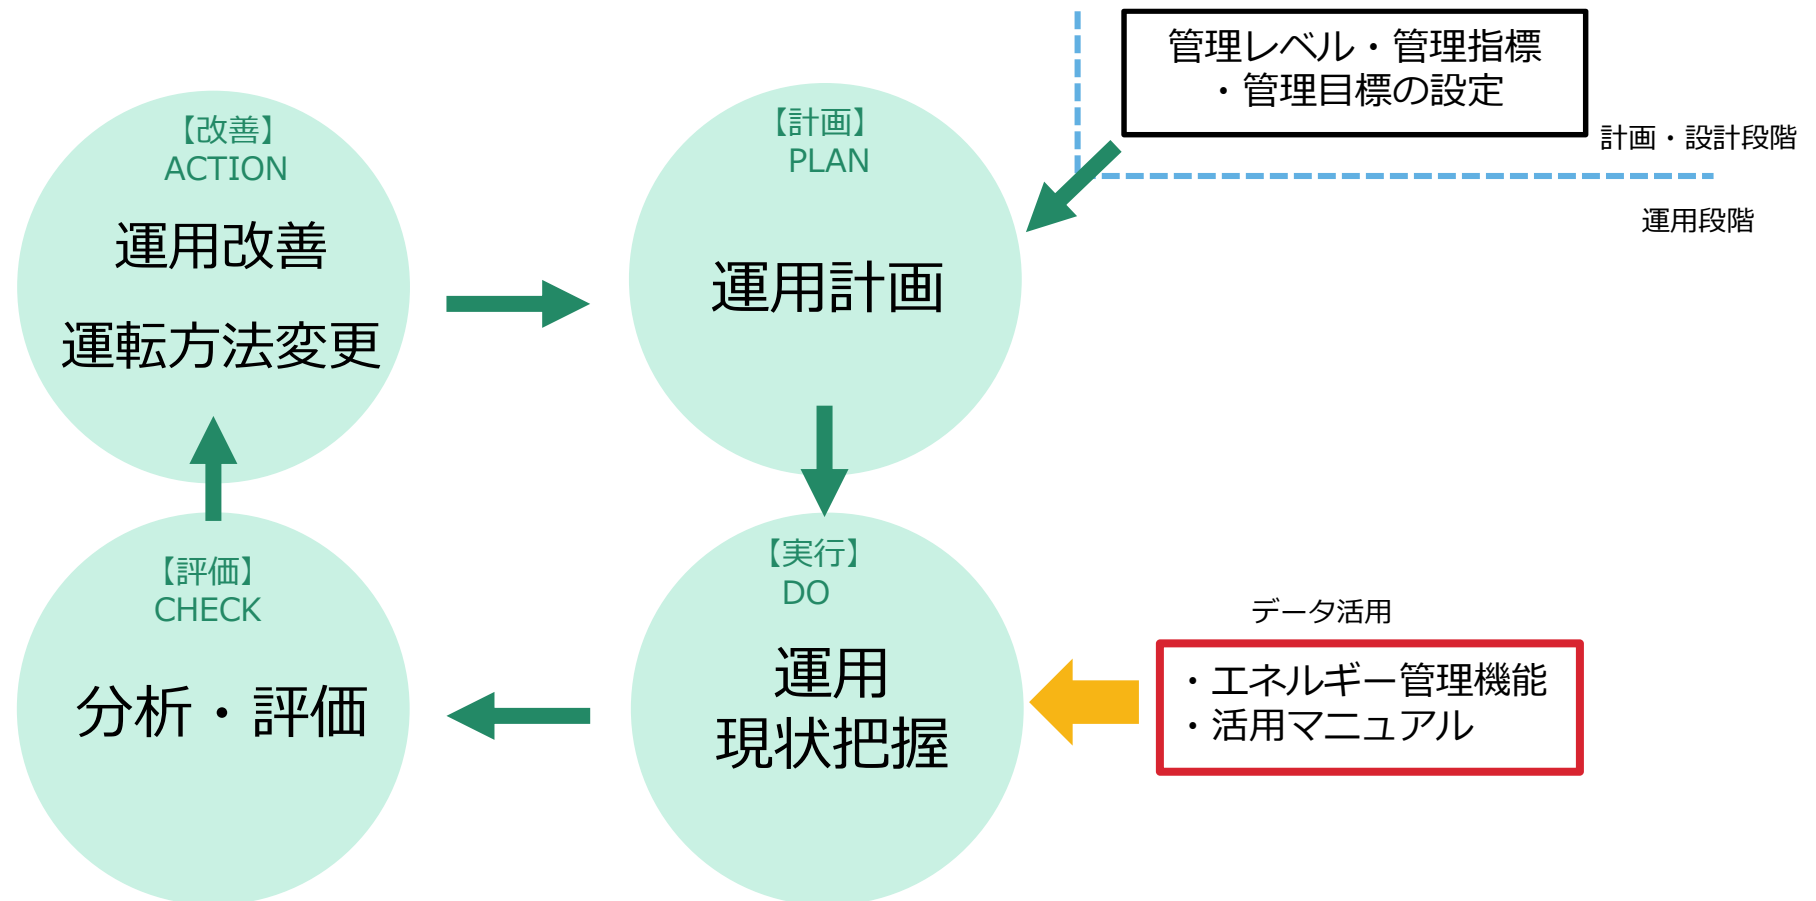 管理レベル・管理指標
・管理目標の設定
計画・設計段階
運用段階
【改善】
ACTION
運用改善
運転方法変更
【計画】
PLAN
運用計画
【評価】
CHECK
分析・評価
【実行】
DO
運用
現状把握
データ活用
・エネルギー管理機能
・活用マニュアル